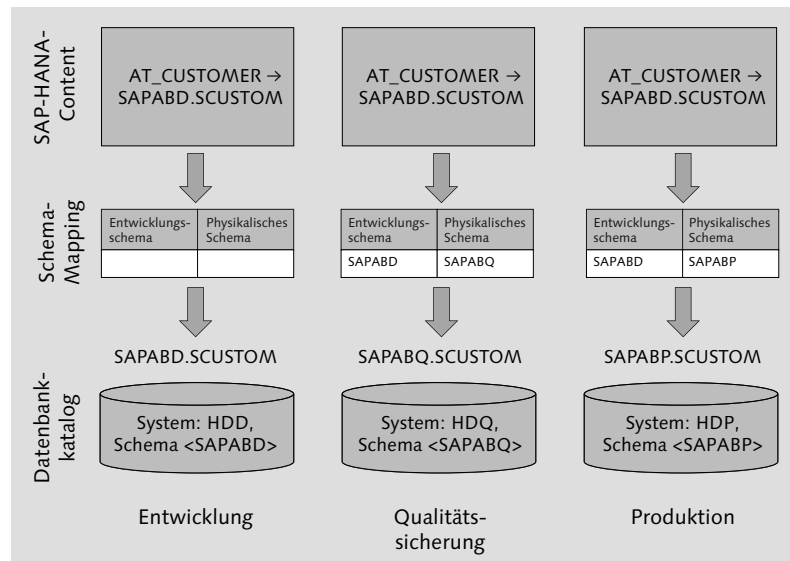 SAP-HANA-
Content
AT_CUSTOMER →
SAPABD.SCUSTOM
AT_CUSTOMER →
SAPABD.SCUSTOM
AT_CUSTOMER →
SAPABD.SCUSTOM
Schema-
Mapping
Entwicklungs-
schema
Physikalisches
Schema
Entwicklungs-
schema
Physikalisches
Schema
SAPABD
SAPABQ
Entwicklungs-
schema
Physikalisches
Schema
SAPABD
SAPABP
Datenbank-
katalog
SAPABD.SCUSTOM
System: HDD,
Schema <SAPABD>
SAPABQ.SCUSTOM
System: HDQ,
Schema <SAPABQ>
SAPABP.SCUSTOM
System: HDP,
Schema <SAPABP>
Entwicklung
Qualitäts-
sicherung
Produktion